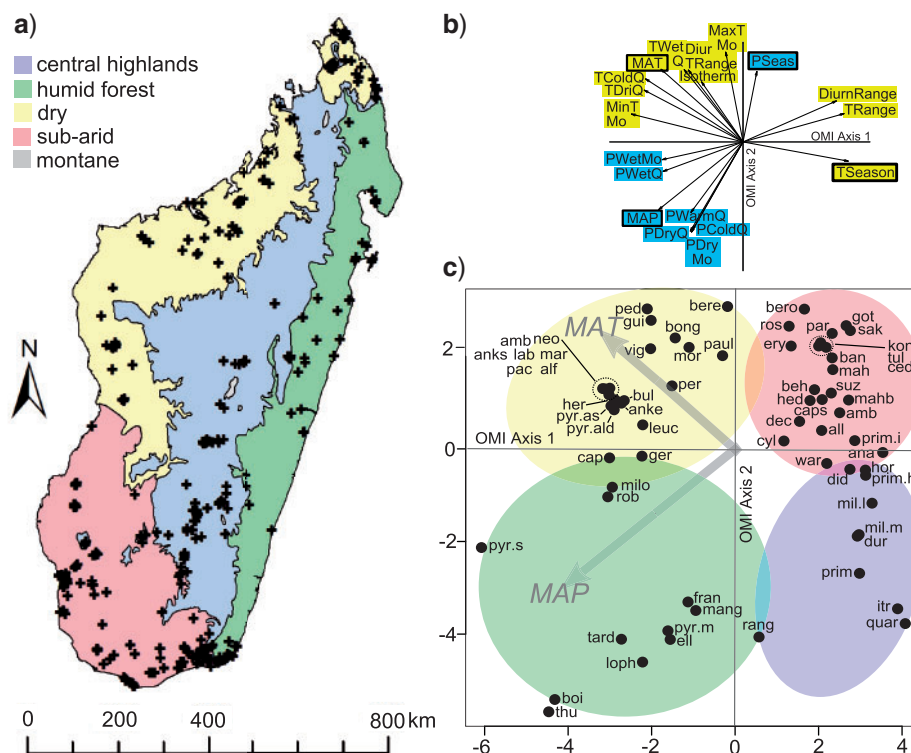 a)
central highlands
humid forest
dry
sub-arid
montane
N
0
200
400
800 km
b)
MaxT
Mo
TWet
Q
Diur
TRange
Isotherm
MAT
PSeas
TColdQ
TDriQ
MinT
Mo
DiurnRange
TRange
OMI Axis 1
OMI Axis 2
PWetMo
PWetQ
TSeason
MAP
PWarmQ
PColdQ
PDryQ
PDry
Mo
c)
2
0
-2
-4
-6
-4
-2
0
2
4
MAT
MAP
OMI Axis 1
OMI Axis 2
ped
gui
bere
bong
vig
mor
paul
amb neo
anks lab mar
pac alf
per
her
bul
anke
pyr.as
pyr.ald
leuc
cap
ger
milo
rob
pyr.s
fran
mang
pyr.m
ell
tard
loph
rang
boi
thu
bero
ros
par
got
sak
ery
kon
tul
ced
ban
mah
beh
suz
hed
caps
mahb
amb
dec
all
cyl
prim.i
ana
war
did
hor
prim.h
mil.l
mil.m
dur
prim
itr
quar